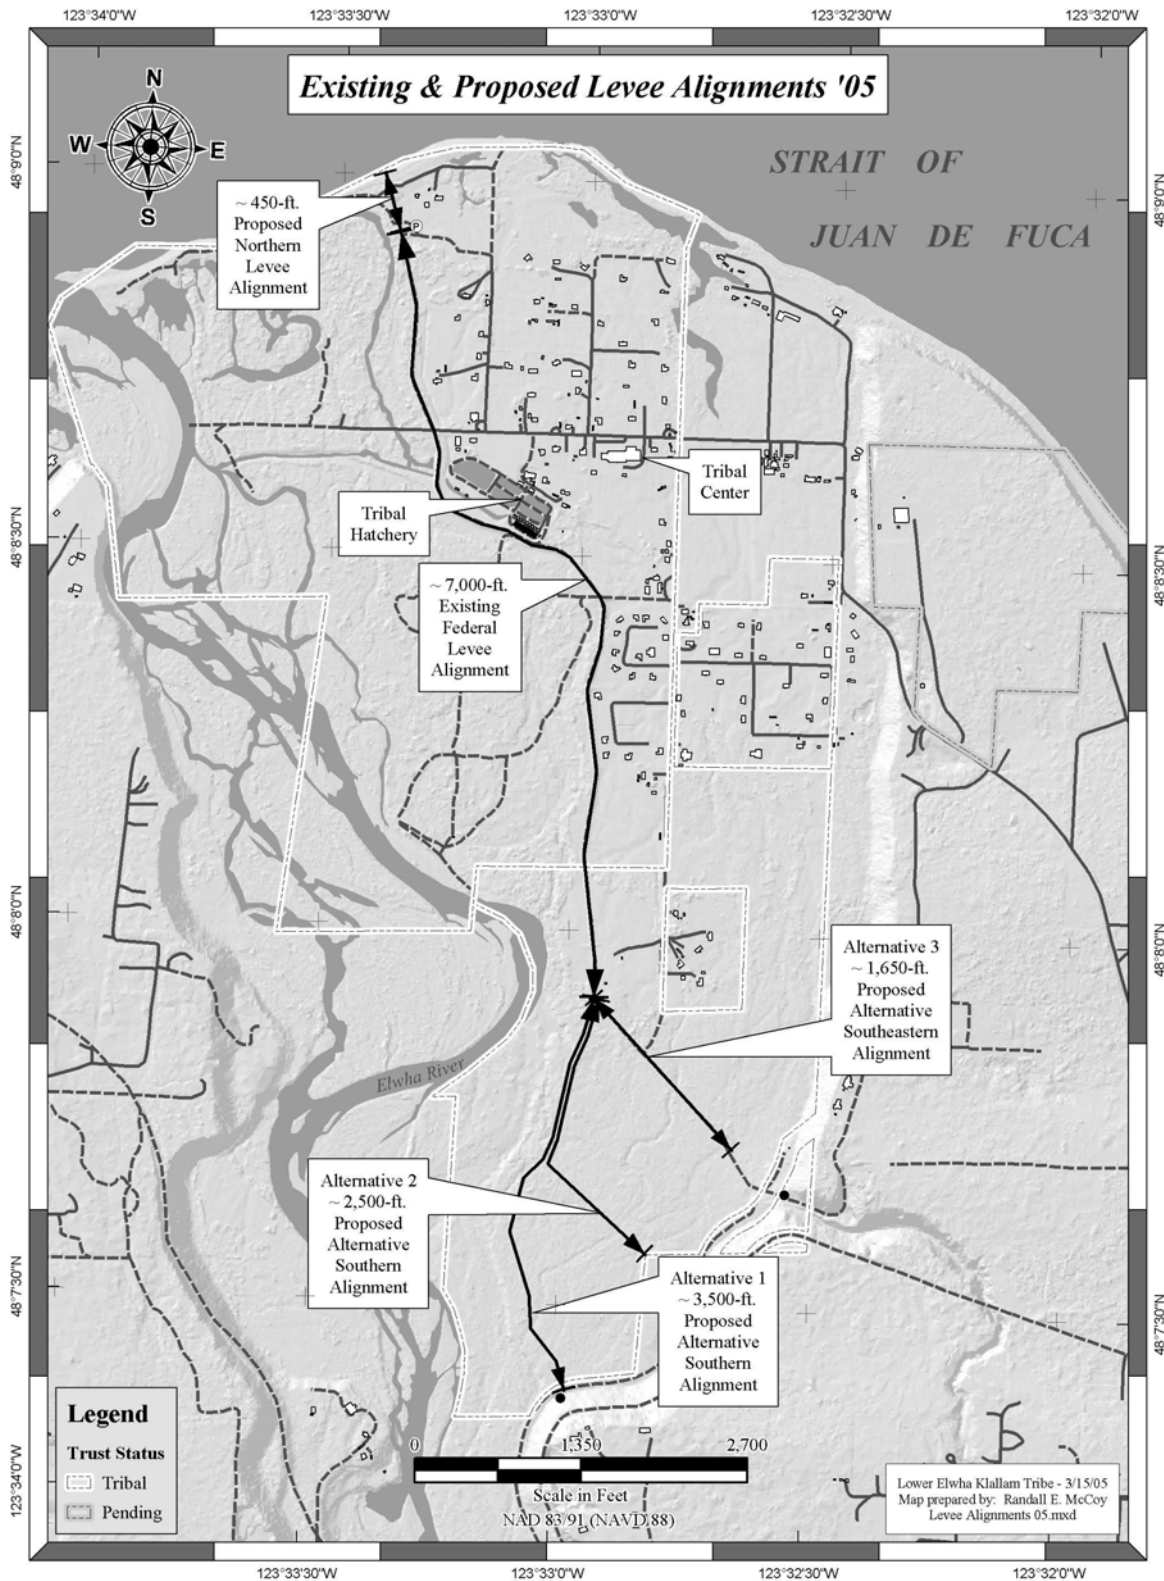 123°34'0"W
123°33'30"W
123°33'0"W
123°32'30"W
123°32'0"W
Existing & Proposed Levee Alignments '05
N
W
E
S
STRAIT OF
JUAN DE FUCA
48°9'0"N
48°9'0"N
~ 450-ft.
Proposed
Northern
Levee
Alignment
P
Tribal
Center
Tribal
Hatchery
48°8'30"N
48°8'30"N
~ 7,000-ft.
Existing
Federal
Levee
Alignment
48°8'0"N
48°8'0"N
Alternative 3
~ 1,650-ft.
Proposed
Alternative
Southeastern
Alignment
Elwha River
Alternative 2
~ 2,500-ft.
Proposed
Alternative
Southern
Alignment
48°7'30"N
48°7'30"N
Alternative 1
~ 3,500-ft.
Proposed
Alternative
Southern
Alignment
Legend
Trust Status
Tribal
Pending
123°34'0"W
0
1,350
2,700
Scale in Feet
NAD 83/91 (NAVD 88)
Lower Elwha Klallam Tribe - 3/15/05
Map prepared by: Randall E. McCoy
Levee Alignments 05.mxd
123°33'30"W
123°33'0"W
123°32'30"W
123°32'0"W